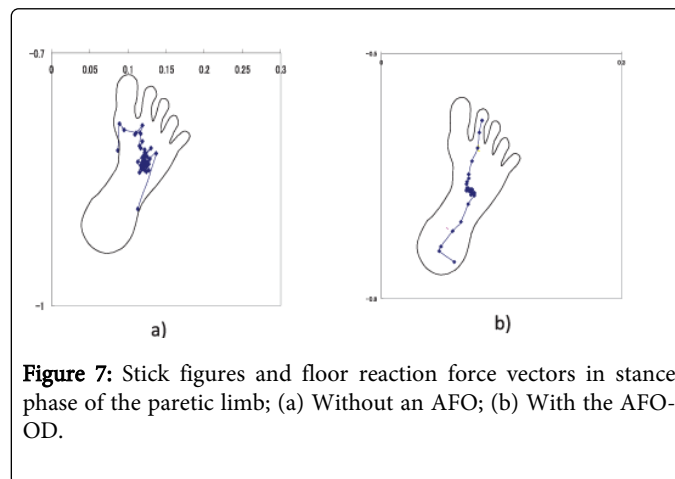 -0.7
0 0.05 0.1 0.15 0.2 0.25 0.3
-1
a)
0
b)
Figure 7: Stick figures and floor reaction force vectors in stance
phase of the paretic limb; (a) Without an AFO; (b) With the AFO-
OD.